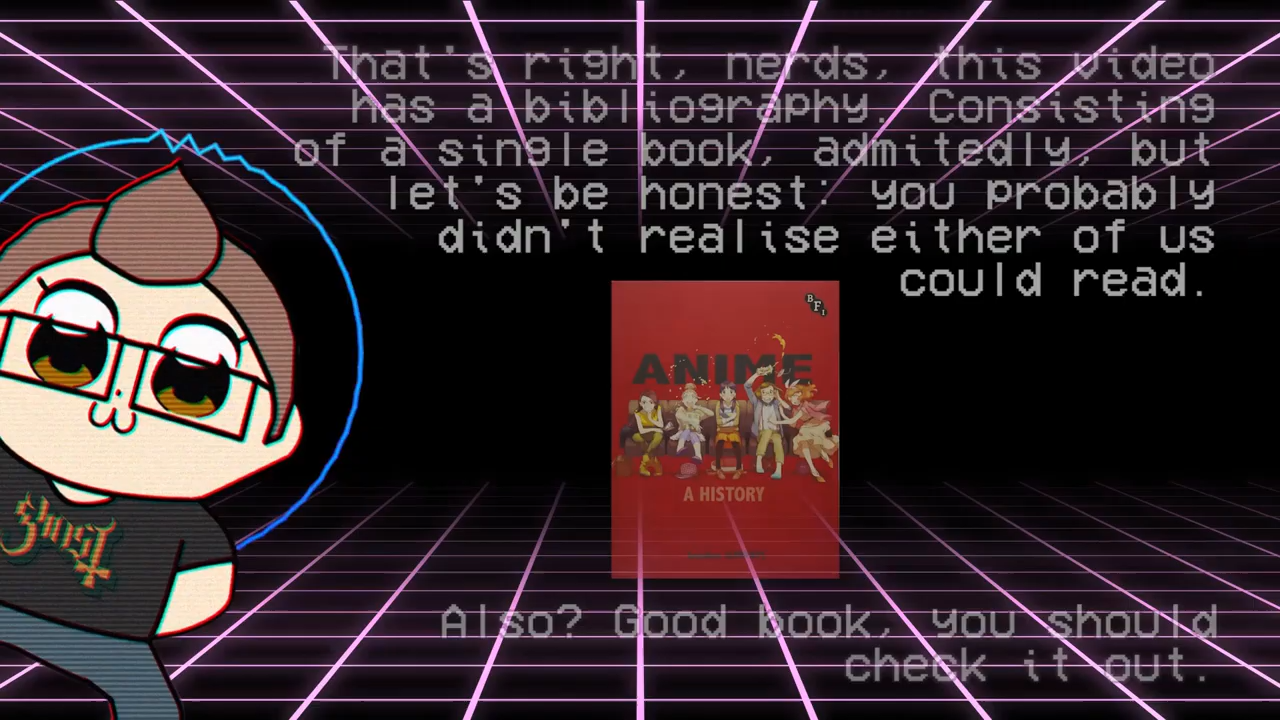 That's right, nerds, this video
has a bibliography. Consisting
of a single book, admitedly, but
let's be honest: you probably
didn't realise either of us
could read.
BFI
ANIME
A HISTORY
Ghost
Also? Good book, you should
check it out.